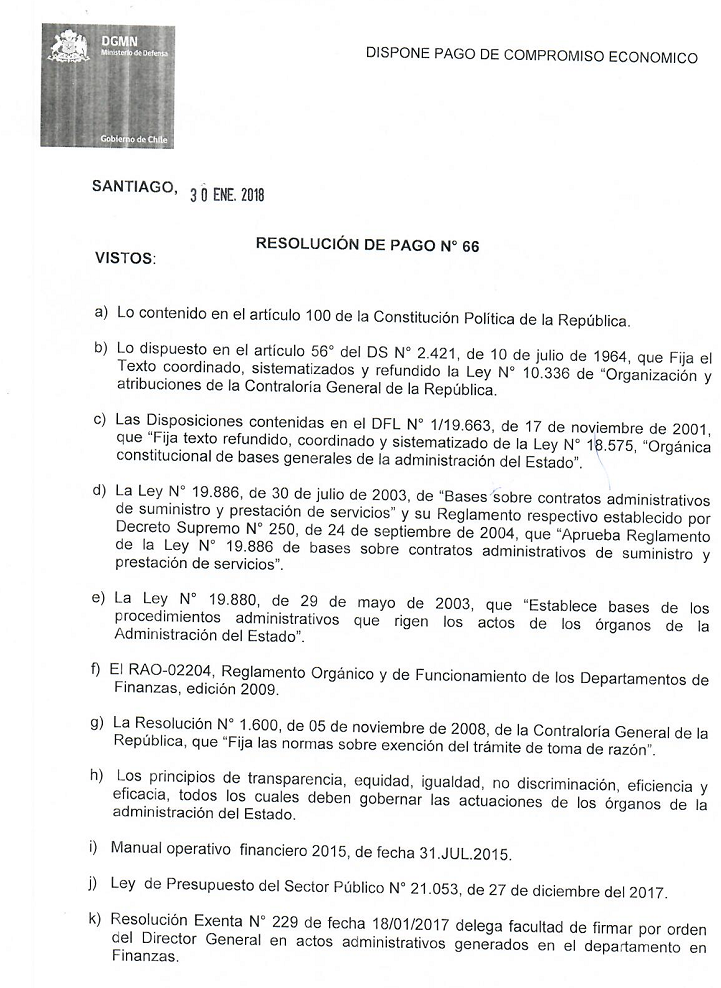 DGMN
Ministerio de Defensa
Gobierno de Chile
DISPONE PAGO DE COMPROMISO ECONOMICO
SANTIAGO, 30 ENE. 2018
RESOLUCIÓN DE PAGO N° 66
VISTOS:
a) Lo contenido en el artículo 100 de la Constitución Política de la República.
b) Lo dispuesto en el artículo 56° del DS N° 2.421, de 10 de julio de 1964, que Fija el
Texto coordinado, sistematizados y refundido la Ley N° 10.336 de “Organización y
atribuciones de la Contraloría General de la República.
c) Las Disposiciones contenidas en el DFL N° 1/19.663, de 17 de noviembre de 2001,
que “Fija texto refundido, coordinado y sistematizado de la Ley N° 18.575, “Orgánica
constitucional de bases generales de la administración del Estado”.
d) La Ley N° 19.886, de 30 de julio de 2003, de “Bases sobre contratos administrativos
de suministro y prestación de servicios” y su Reglamento respectivo establecido por
Decreto Supremo N° 250, de 24 de septiembre de 2004, que “Aprueba Reglamento
de la Ley N° 19.886 de bases sobre contratos administrativos de suministro y
prestación de servicios”.
e) La Ley N° 19.880, de 29 de mayo de 2003, que “Establece bases de los
procedimientos administrativos que rigen los actos de los órganos de la
Administración del Estado”.
f) El RAO-02204, Reglamento Orgánico y de Funcionamiento de los Departamentos de
Finanzas, edición 2009.
g) La Resolución N° 1.600, de 05 de noviembre de 2008, de la Contraloría General de la
República, que “Fija las normas sobre exención del trámite de toma de razón”.
h) Los principios de transparencia, equidad, igualdad, no discriminación, eficiencia y
eficacia, todos los cuales deben gobernar las actuaciones de los órganos de la
administración del Estado.
i) Manual operativo financiero 2015, de fecha 31.JUL.2015.
j) Ley de Presupuesto del Sector Público N° 21.053, de 27 de diciembre del 2017.
k) Resolución Exenta N° 229 de fecha 18/01/2017 delega facultad de firmar por orden
del Director General en actos administrativos generados en el departamento en
Finanzas.